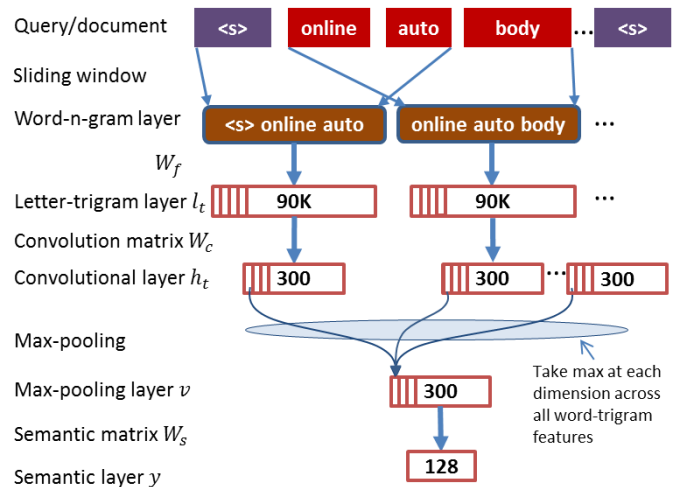 Query/document <s> online auto body ... <s>
Sliding window
Word-n-gram layer <s> online auto online auto body ...
W_f
Letter-trigram layer l_t 90K 90K ...
Convolution matrix W_c
Convolutional layer h_t 300 300 ... 300
Max-pooling
Take max at each
dimension across
all word-trigram
features
Max-pooling layer v 300
Semantic matrix W_s
Semantic layer y 128